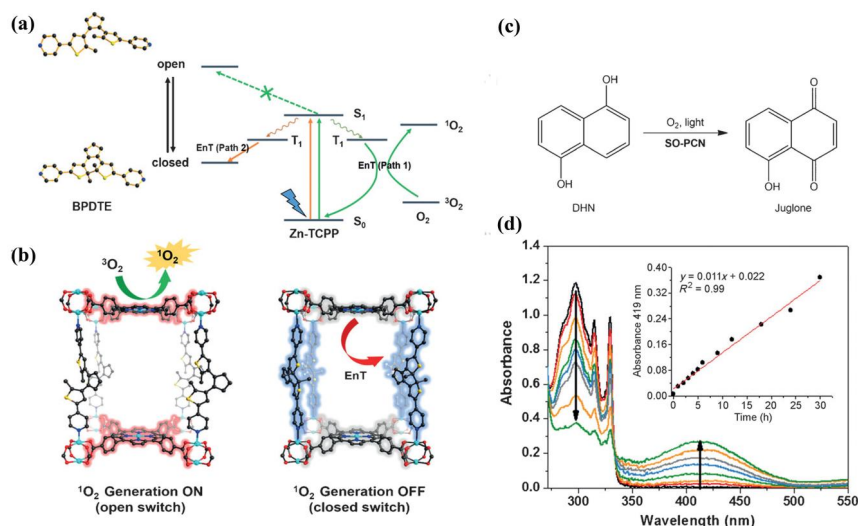 (a)
open
closed
BPDTE
S₁
T₁
T₁
EnT (Path 2)
EnT (Path 1)
¹O₂
³O₂
O₂
S₀
Zn-TCPP
(b)
³O₂
¹O₂
EnT
¹O₂ Generation ON
(open switch)
¹O₂ Generation OFF
(closed switch)
(c)
OH
OH
DHN
O₂, light
SO-PCN
O
OH
O
Juglone
(d)
Absorbance
1.4
1.2
1.0
0.8
0.6
0.4
0.2
0.0
300
350
400
450
500
550
Wavelength (nm)
Absorbance 419 nm
0.40
0.32
0.24
0.16
0.08
0.00
0
5
10
15
20
25
30
Time (h)
y = 0.011x + 0.022
R² = 0.99